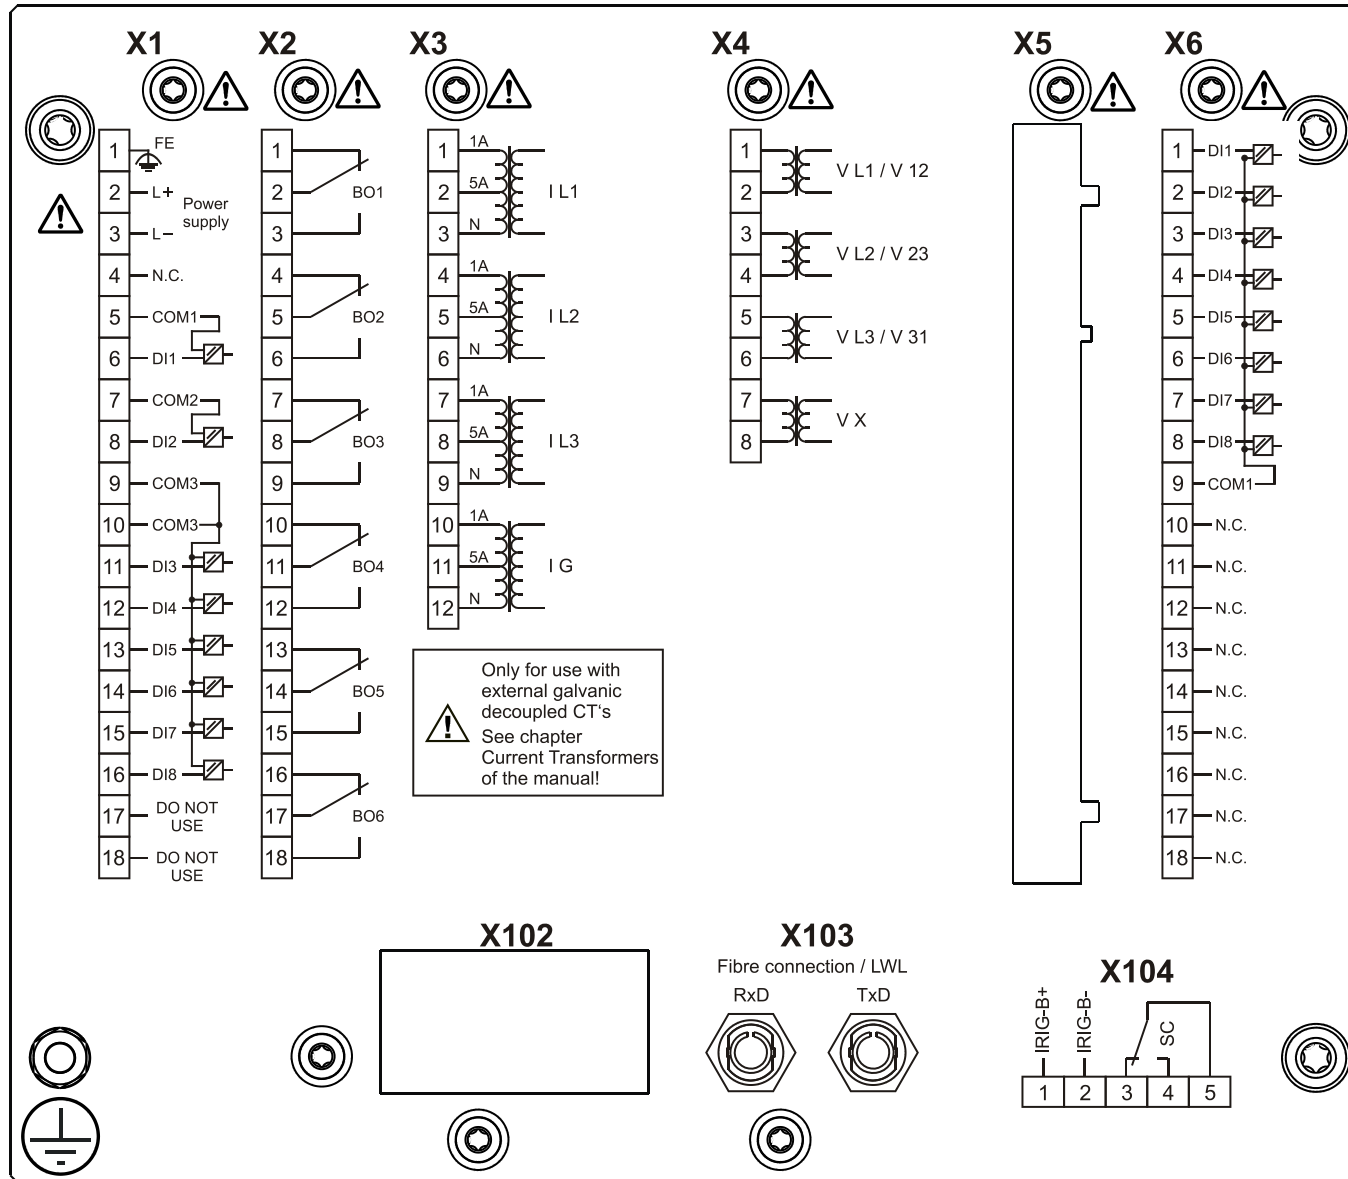 X1
X2
X3
X4
X5
X6
1 FE
2 L+
Power
supply
3 L–
4 N.C.
5 COM1
6 DI1
7 COM2
8 DI2
9 COM3
10 COM3
11 DI3
12 DI4
13 DI5
14 DI6
15 DI7
16 DI8
17 DO NOT
USE
18 DO NOT
USE
1
2 BO1
3
4
5 BO2
6
7
8 BO3
9
10
11 BO4
12
13
14 BO5
15
16
17 BO6
18
1 1A
2 5A I L1
3 N
4 1A
5 5A I L2
6 N
7 1A
8 5A I L3
9 N
10 1A
11 5A I G
12 N
Only for use with
external galvanic
decoupled CT‘s
See chapter
Current Transformers
of the manual!
1
V L1 / V 12
2
3
V L2 / V 23
4
5
V L3 / V 31
6
7
V X
8
1 DI1
2 DI2
3 DI3
4 DI4
5 DI5
6 DI6
7 DI7
8 DI8
9 COM1
10 N.C.
11 N.C.
12 N.C.
13 N.C.
14 N.C.
15 N.C.
16 N.C.
17 N.C.
18 N.C.
X102
X103
Fibre connection / LWL
RxD TxD
X104
IRIG-B+
IRIG-B-
SC
1 2 3 4 5